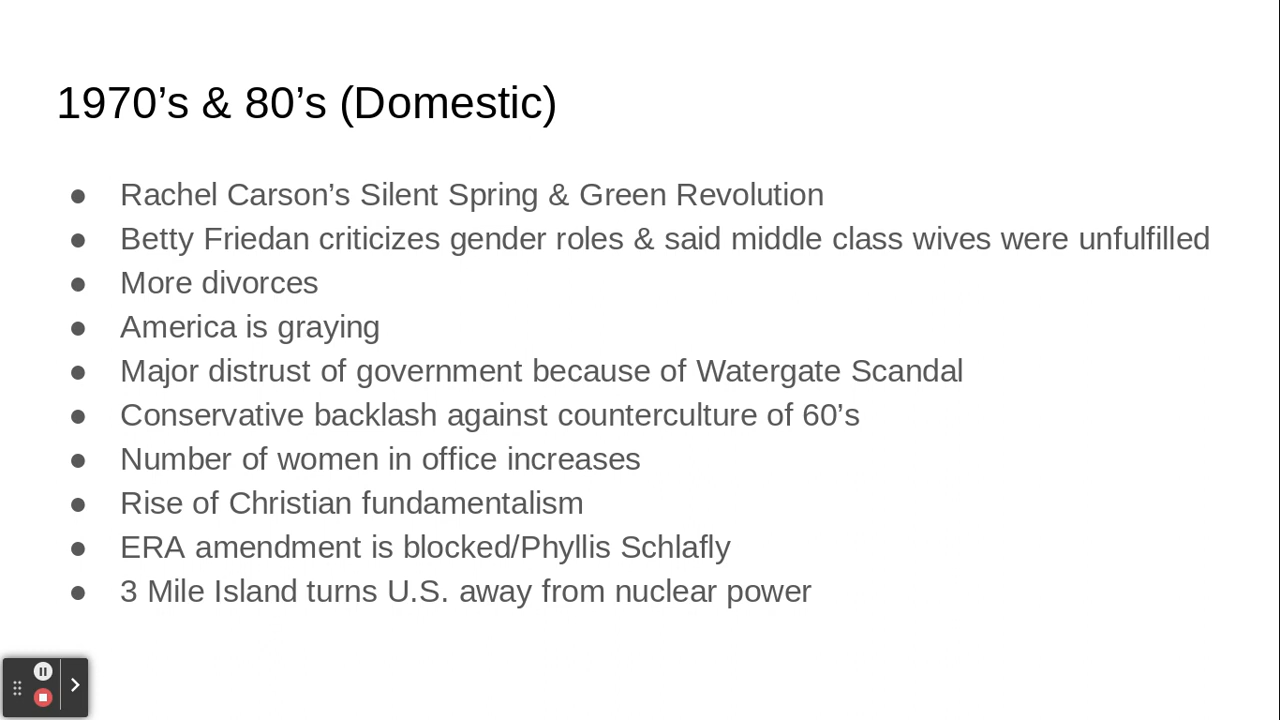 1970’s & 80’s (Domestic)
● Rachel Carson’s Silent Spring & Green Revolution
● Betty Friedan criticizes gender roles & said middle class wives were unfulfilled
● More divorces
● America is graying
● Major distrust of government because of Watergate Scandal
● Conservative backlash against counterculture of 60’s
● Number of women in office increases
● Rise of Christian fundamentalism
● ERA amendment is blocked/Phyllis Schlafly
● 3 Mile Island turns U.S. away from nuclear power